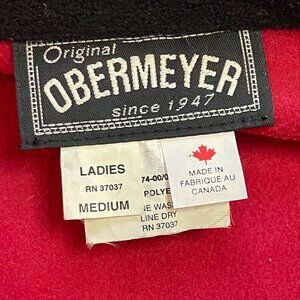 Original
OBERMEYER
since 1947
LADIES
RN 37037
MEDIUM
MADE IN
FABRIQUE AU
CANADA
LINE DRY
RN 37037